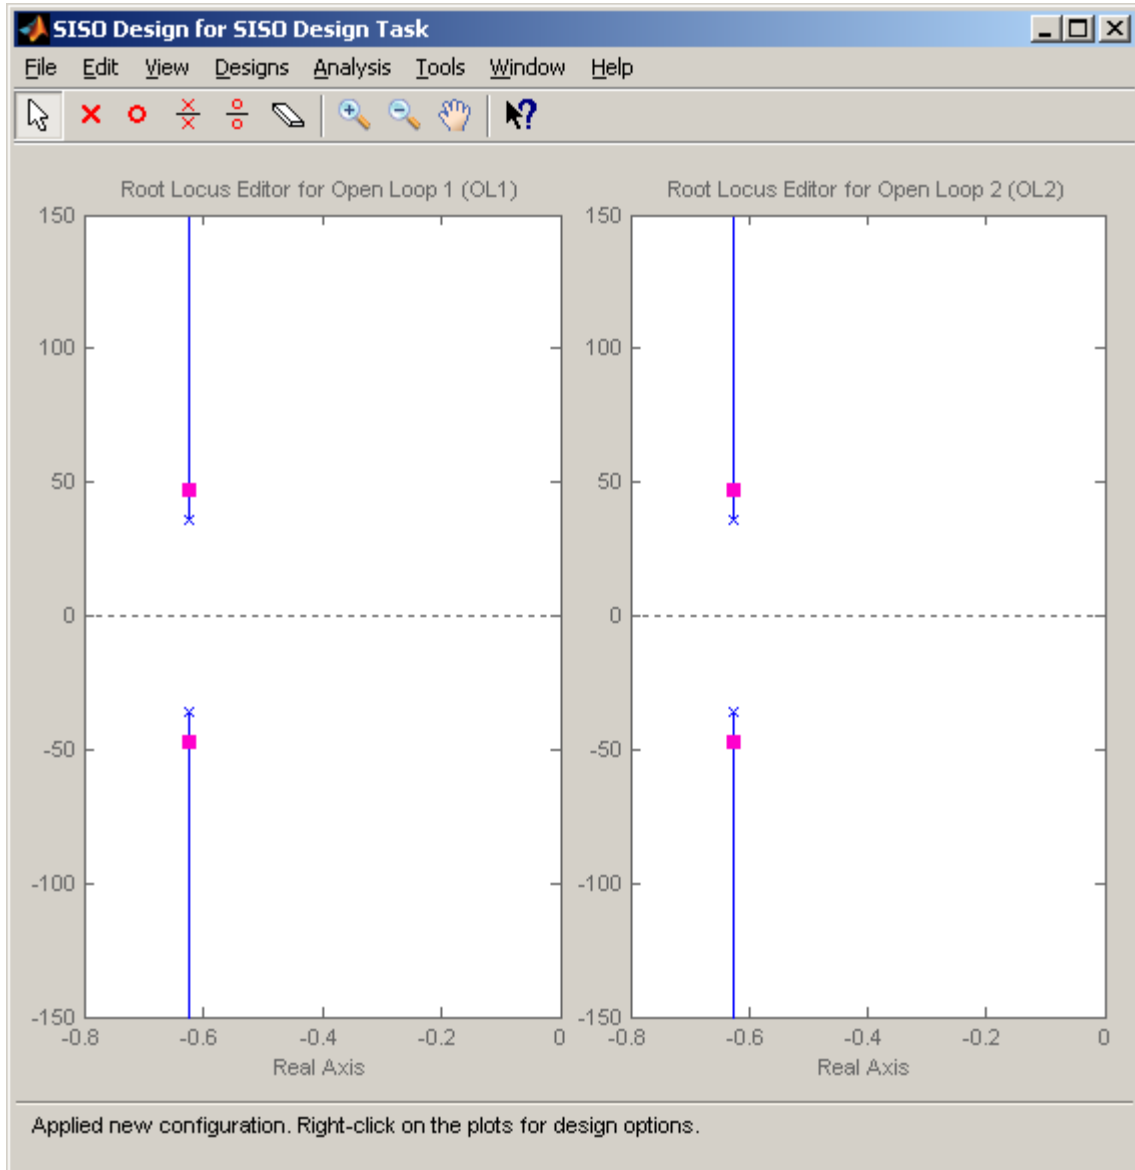 SISO Design for SISO Design Task
File Edit View Designs Analysis Tools Window Help
Root Locus Editor for Open Loop 1 (OL1)
150
100
50
0
-50
-100
-150
-0.8 -0.6 -0.4 -0.2 0
Real Axis
Root Locus Editor for Open Loop 2 (OL2)
150
100
50
0
-50
-100
-150
-0.8 -0.6 -0.4 -0.2 0
Real Axis
Applied new configuration. Right-click on the plots for design options.